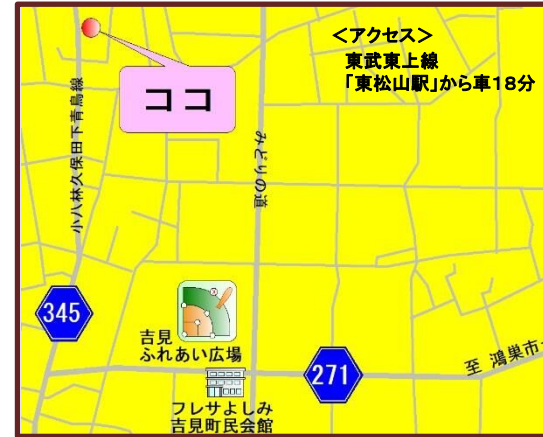 <アクセス>
東武東上線
「東松山駅」から車18分
ココ
小八林久保田下青鳥線
みどりの道
345
吉見
ふれあい広場
271
至 鴻巣市
フレサよしみ
吉見町民会館